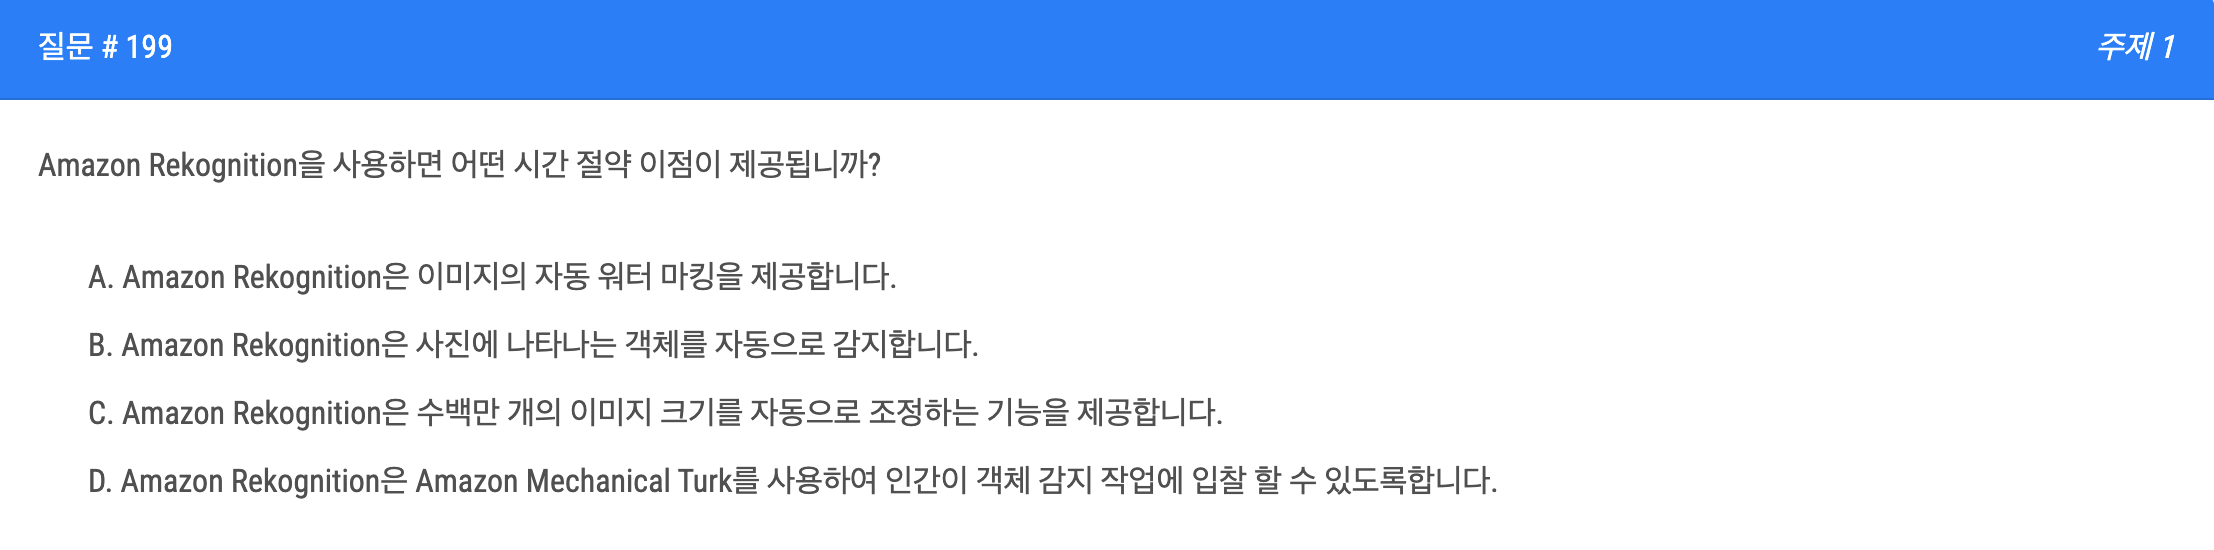 질문 # 199
주제 1
Amazon Rekognition을 사용하면 어떤 시간 절약 이점이 제공됩니까?
A. Amazon Rekognition은 이미지의 자동 워터 마킹을 제공합니다.
B. Amazon Rekognition은 사진에 나타나는 객체를 자동으로 감지합니다.
C. Amazon Rekognition은 수백만 개의 이미지 크기를 자동으로 조정하는 기능을 제공합니다.
D. Amazon Rekognition은 Amazon Mechanical Turk를 사용하여 인간이 객체 감지 작업에 입찰 할 수 있도록합니다.